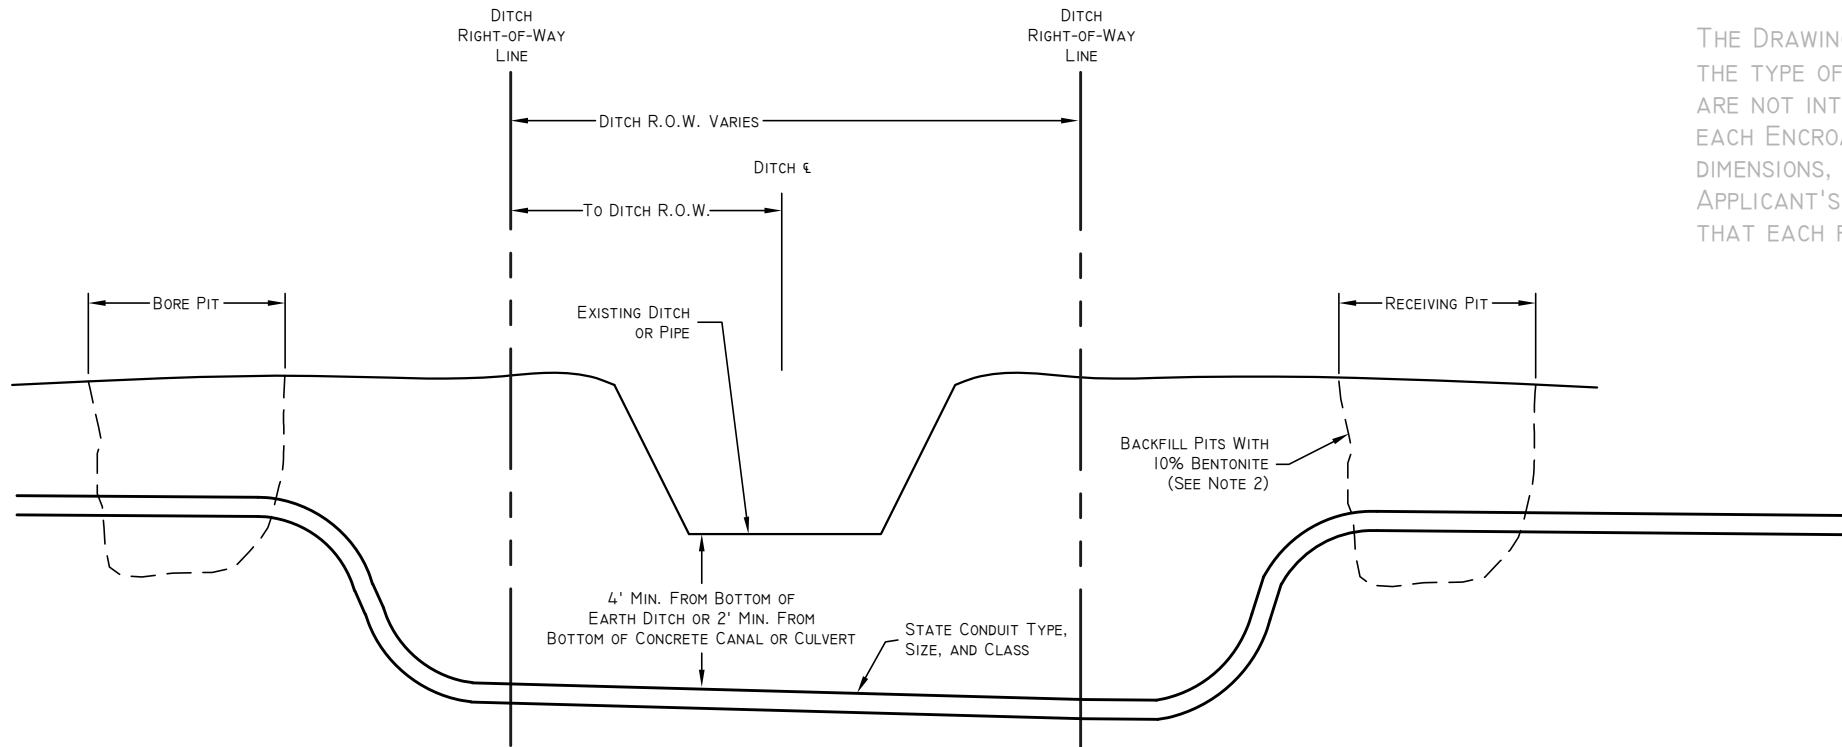 DITCH
RIGHT-OF-WAY
LINE
DITCH
RIGHT-OF-WAY
LINE
THE DRAWIN
THE TYPE OF
ARE NOT INT
EACH ENCROA
DIMENSIONS,
APPLICANT'S
THAT EACH
DITCH R.O.W. VARIES
DITCH ℄
TO DITCH R.O.W.
BORE PIT
EXISTING DITCH
OR PIPE
RECEIVING PIT
BACKFILL PITS WITH
10% BENTONITE
(SEE NOTE 2)
4' MIN. FROM BOTTOM OF
EARTH DITCH OR 2' MIN. FROM
BOTTOM OF CONCRETE CANAL OR CULVERT
STATE CONDUIT TYPE,
SIZE, AND CLASS